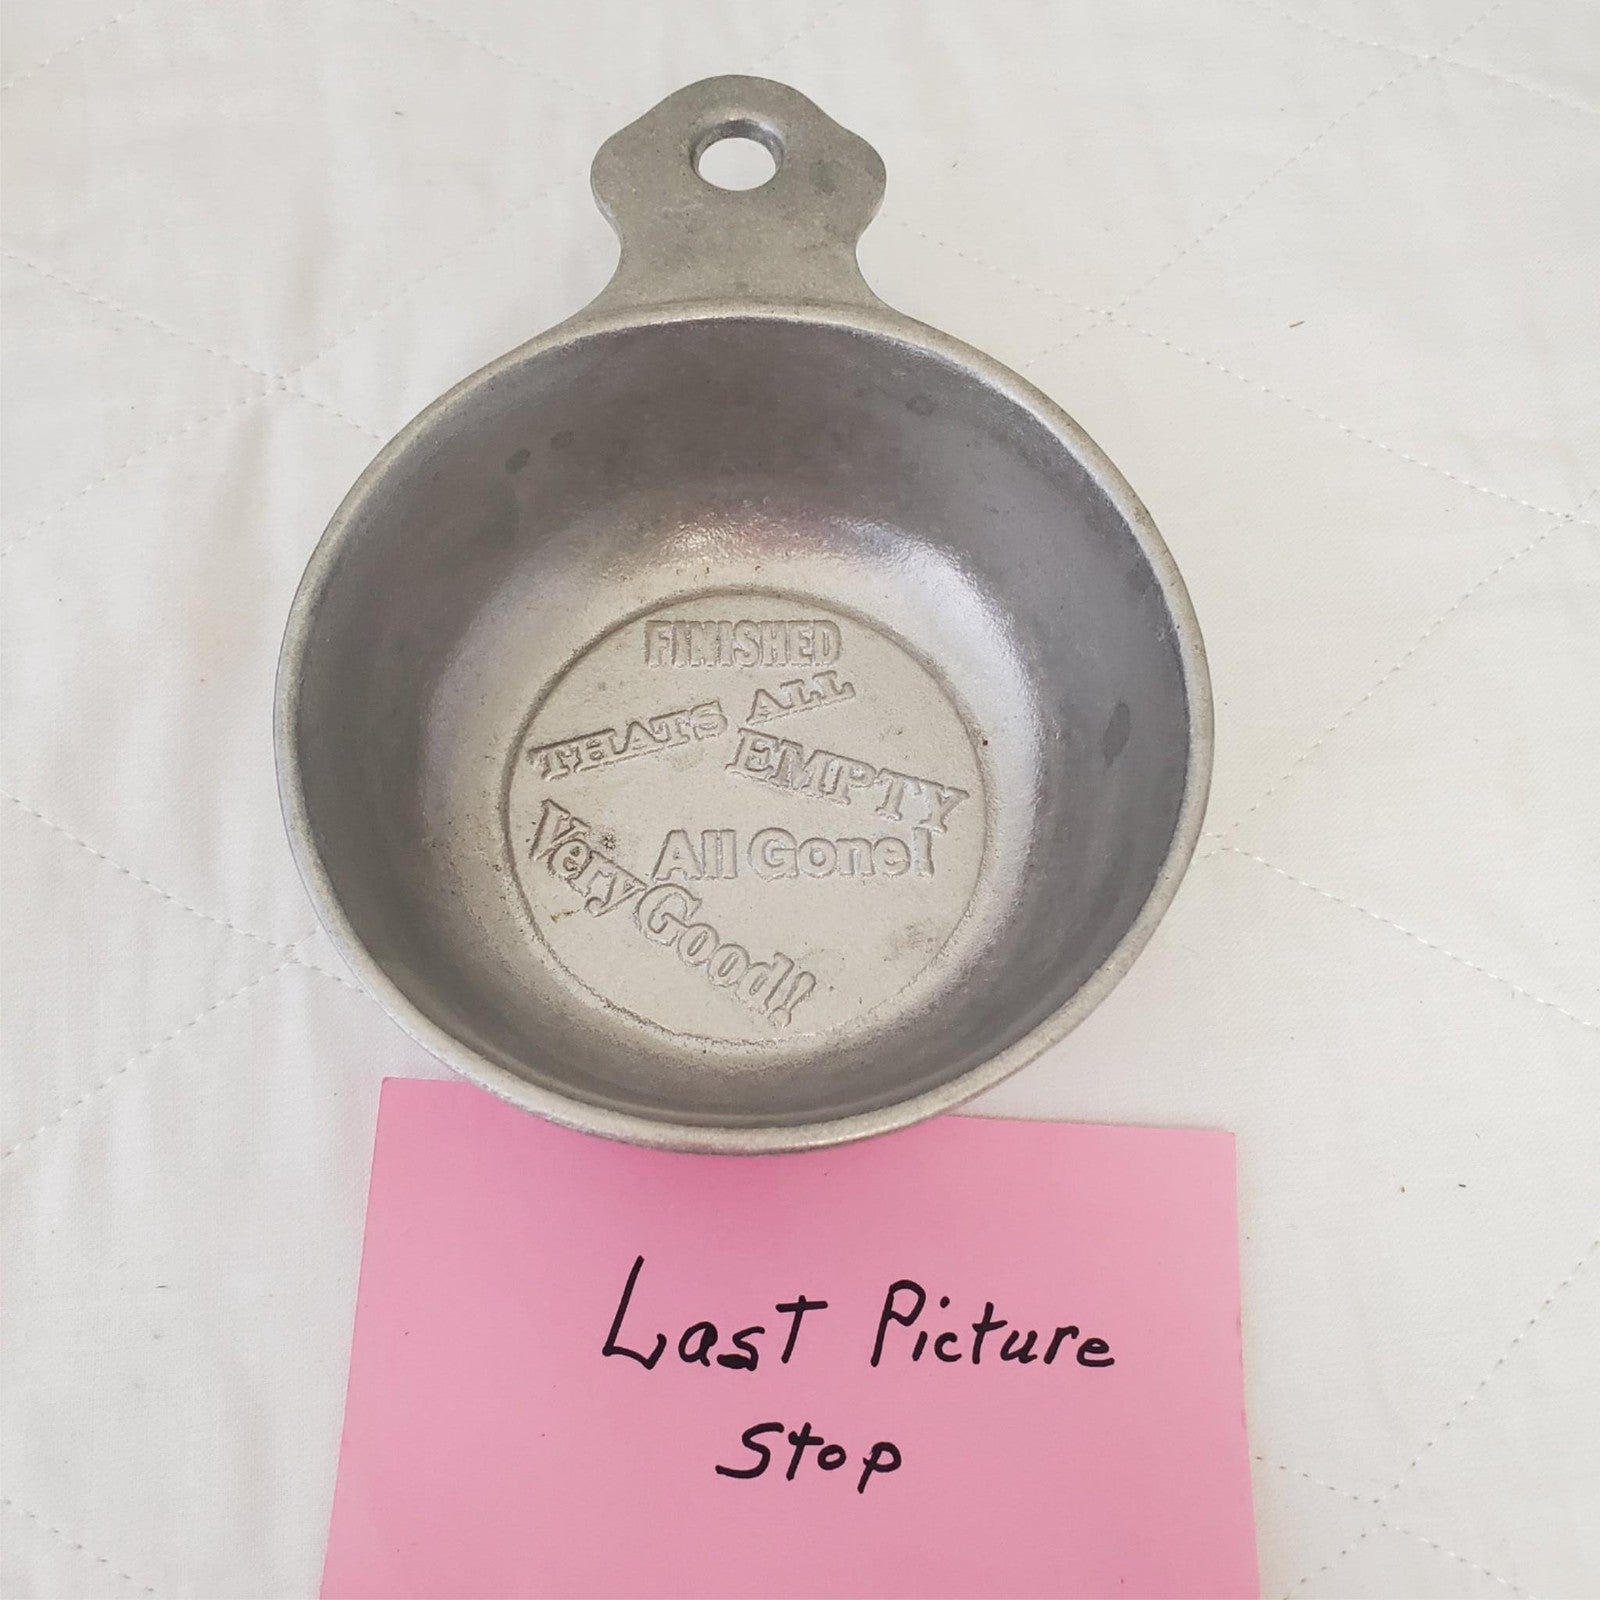 FINISHED
THATS ALL
EMPTY
All Gone!
Very Good!
Last Picture
Stop